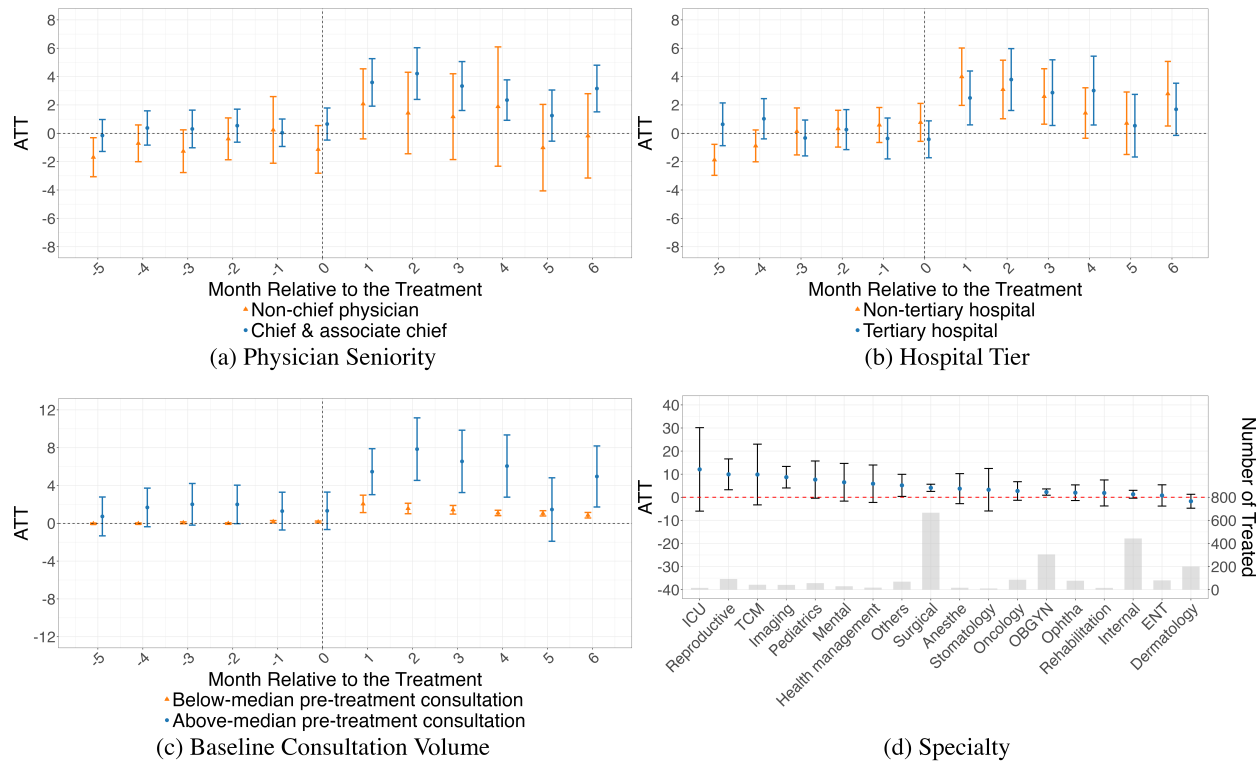 8
6
4
2
0
-2
-4
-6
-8
ATT
-5
-4
-3
-2
-1
0
1
2
3
4
5
6
Month Relative to the Treatment
Non-chief physician
Chief & associate chief
(a) Physician Seniority
8
6
4
2
0
-2
-4
-6
-8
ATT
-5
-4
-3
-2
-1
0
1
2
3
4
5
6
Month Relative to the Treatment
Non-tertiary hospital
Tertiary hospital
(b) Hospital Tier
12
8
4
0
-4
-8
-12
ATT
-5
-4
-3
-2
-1
0
1
2
3
4
5
6
Month Relative to the Treatment
Below-median pre-treatment consultation
Above-median pre-treatment consultation
(c) Baseline Consultation Volume
40
30
20
10
0
-10
-20
-30
-40
ATT
800
600
400
200
0
Number of Treated
ICU
Reproductive
TCM
Imaging
Pediatrics
Mental
Health management
Others
Surgical
Anesthe
Stomatology
Oncology
OBGYN
Ophtha
Rehabilitation
Internal
ENT
Dermatology
(d) Specialty